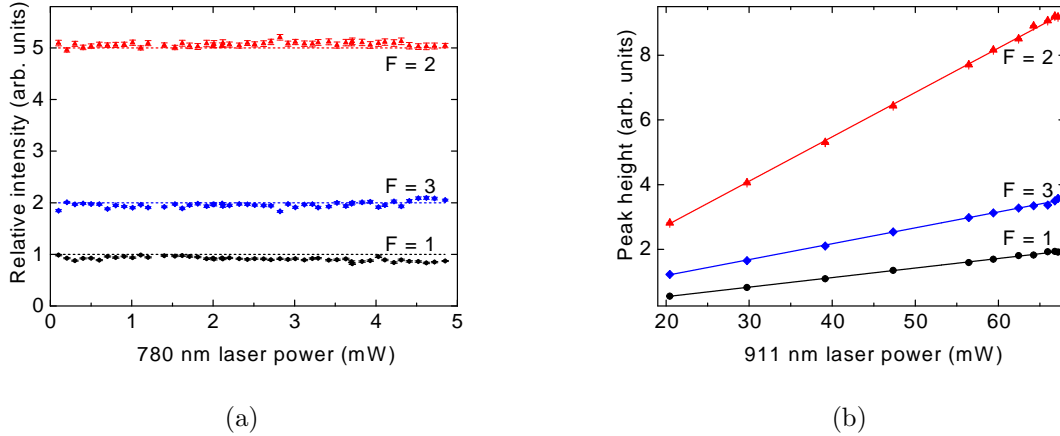 Relative intensity (arb. units)
5
4
3
2
1
0
F = 2
F = 3
F = 1
0 1 2 3 4 5
780 nm laser power (mW)
(a)
Peak height (arb. units)
8
6
4
2
F = 2
F = 3
F = 1
20 30 40 50 60
911 nm laser power (mW)
(b)